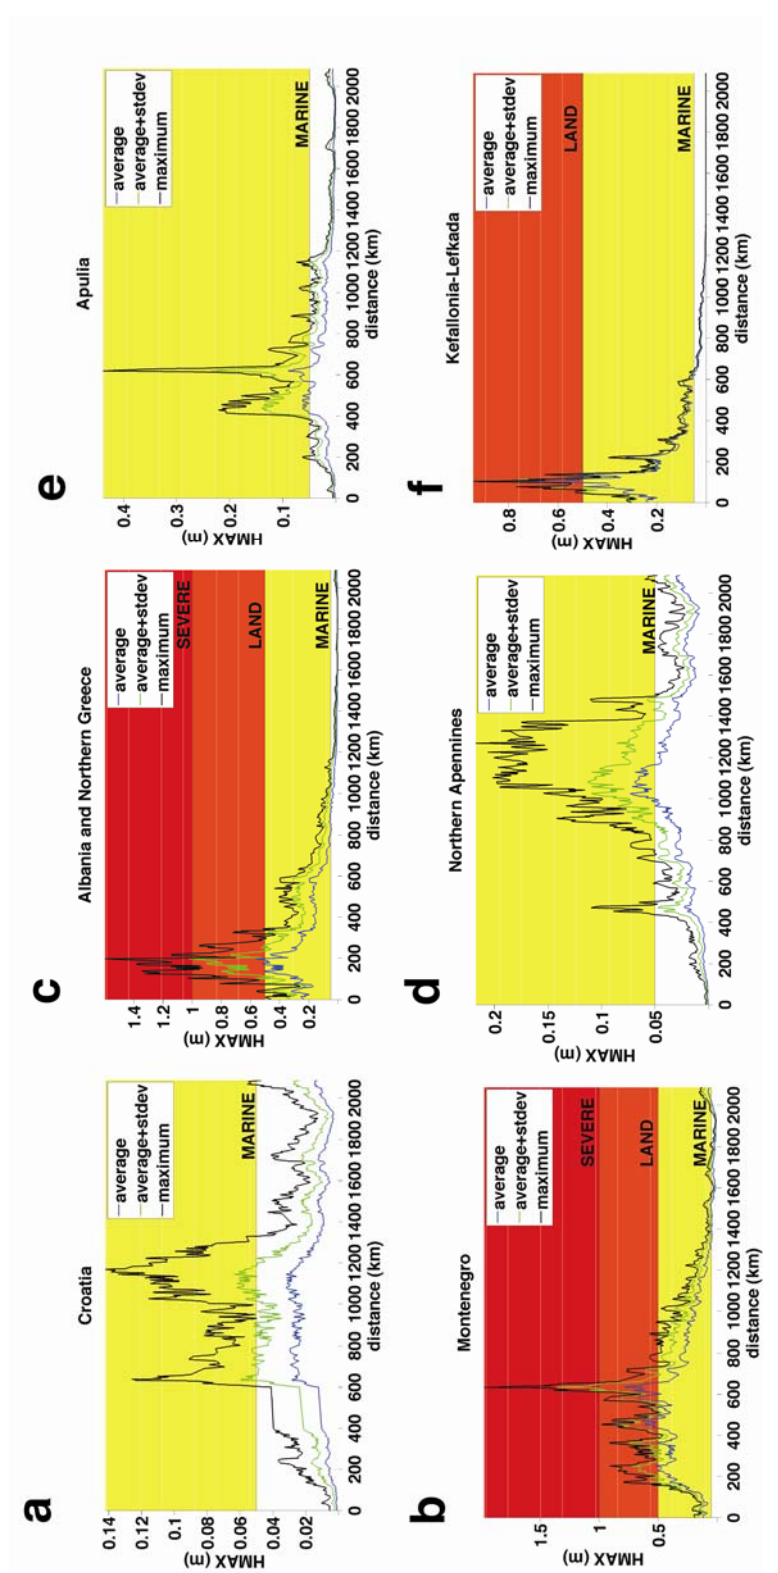 a
Croatia
average
average+stdev
maximum
MARINE
0.14
0.12
0.1
0.08
0.06
0.04
0.02
HMAX (m)
0 200 400 600 800 1000 1200 1400 1600 1800 2000
distance (km)
c
Albania and Northern Greece
average
average+stdev
maximum
SEVERE
LAND
MARINE
1.4
1.2
1
0.8
0.6
0.4
0.2
HMAX (m)
0 200 400 600 800 1000 1200 1400 1600 1800 2000
distance (km)
e
Apulia
average
average+stdev
maximum
MARINE
0.4
0.3
0.2
0.1
HMAX (m)
0 200 400 600 800 1000 1200 1400 1600 1800 2000
distance (km)
b
Montenegro
average
average+stdev
maximum
SEVERE
LAND
MARINE
1.5
1
0.5
HMAX (m)
0 200 400 600 800 1000 1200 1400 1600 1800 2000
distance (km)
d
Northern Apennines
average
average+stdev
maximum
MARINE
0.2
0.15
0.1
0.05
HMAX (m)
0 200 400 600 800 1000 1200 1400 1600 1800 2000
distance (km)
f
Kefallonia-Lefkada
average
average+stdev
maximum
LAND
MARINE
0.8
0.6
0.4
0.2
HMAX (m)
0 200 400 600 800 1000 1200 1400 1600 1800 2000
distance (km)